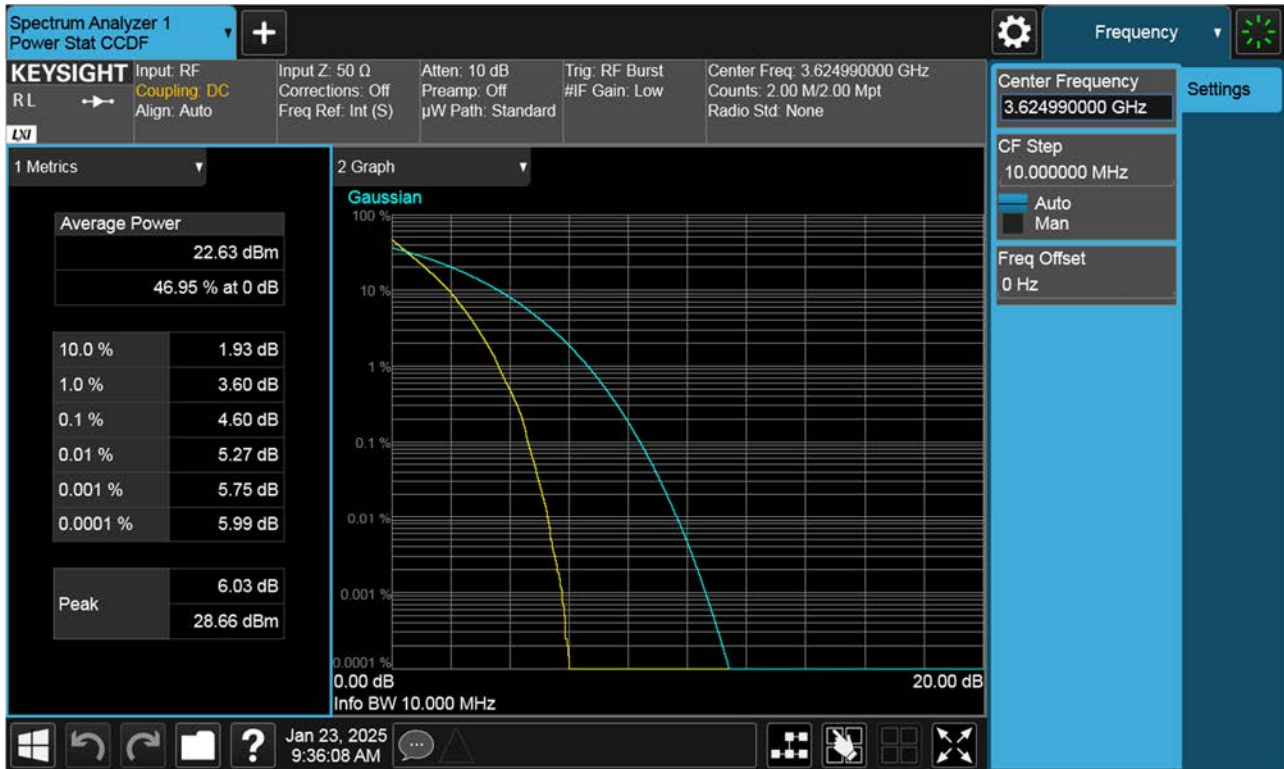 Spectrum Analyzer 1
Power Stat CCDF
+
Frequency
KEYSIGHT
RL
LXI
Input: RF
Coupling: DC
Align: Auto
Input Z: 50 Ω
Corrections: Off
Freq Ref: Int (S)
Atten: 10 dB
Preamp: Off
µW Path: Standard
Trig: RF Burst
#IF Gain: Low
Center Freq: 3.624990000 GHz
Counts: 2.00 M/2.00 Mpt
Radio Std: None
Center Frequency
3.624990000 GHz
Settings
CF Step
10.000000 MHz
Auto
Man
Freq Offset
0 Hz
1 Metrics
Average Power
22.63 dBm
46.95 % at 0 dB
10.0 % 1.93 dB
1.0 % 3.60 dB
0.1 % 4.60 dB
0.01 % 5.27 dB
0.001 % 5.75 dB
0.0001 % 5.99 dB
Peak
6.03 dB
28.66 dBm
2 Graph
Gaussian
100 %
10 %
1 %
0.1 %
0.01 %
0.001 %
0.0001 %
0.00 dB 20.00 dB
Info BW 10.000 MHz
?
Jan 23, 2025
9:36:08 AM